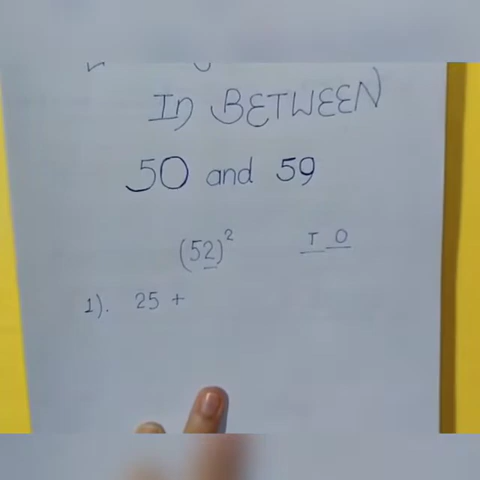 In BETWEEN
50 and 59
(52)² T O
1). 25 +